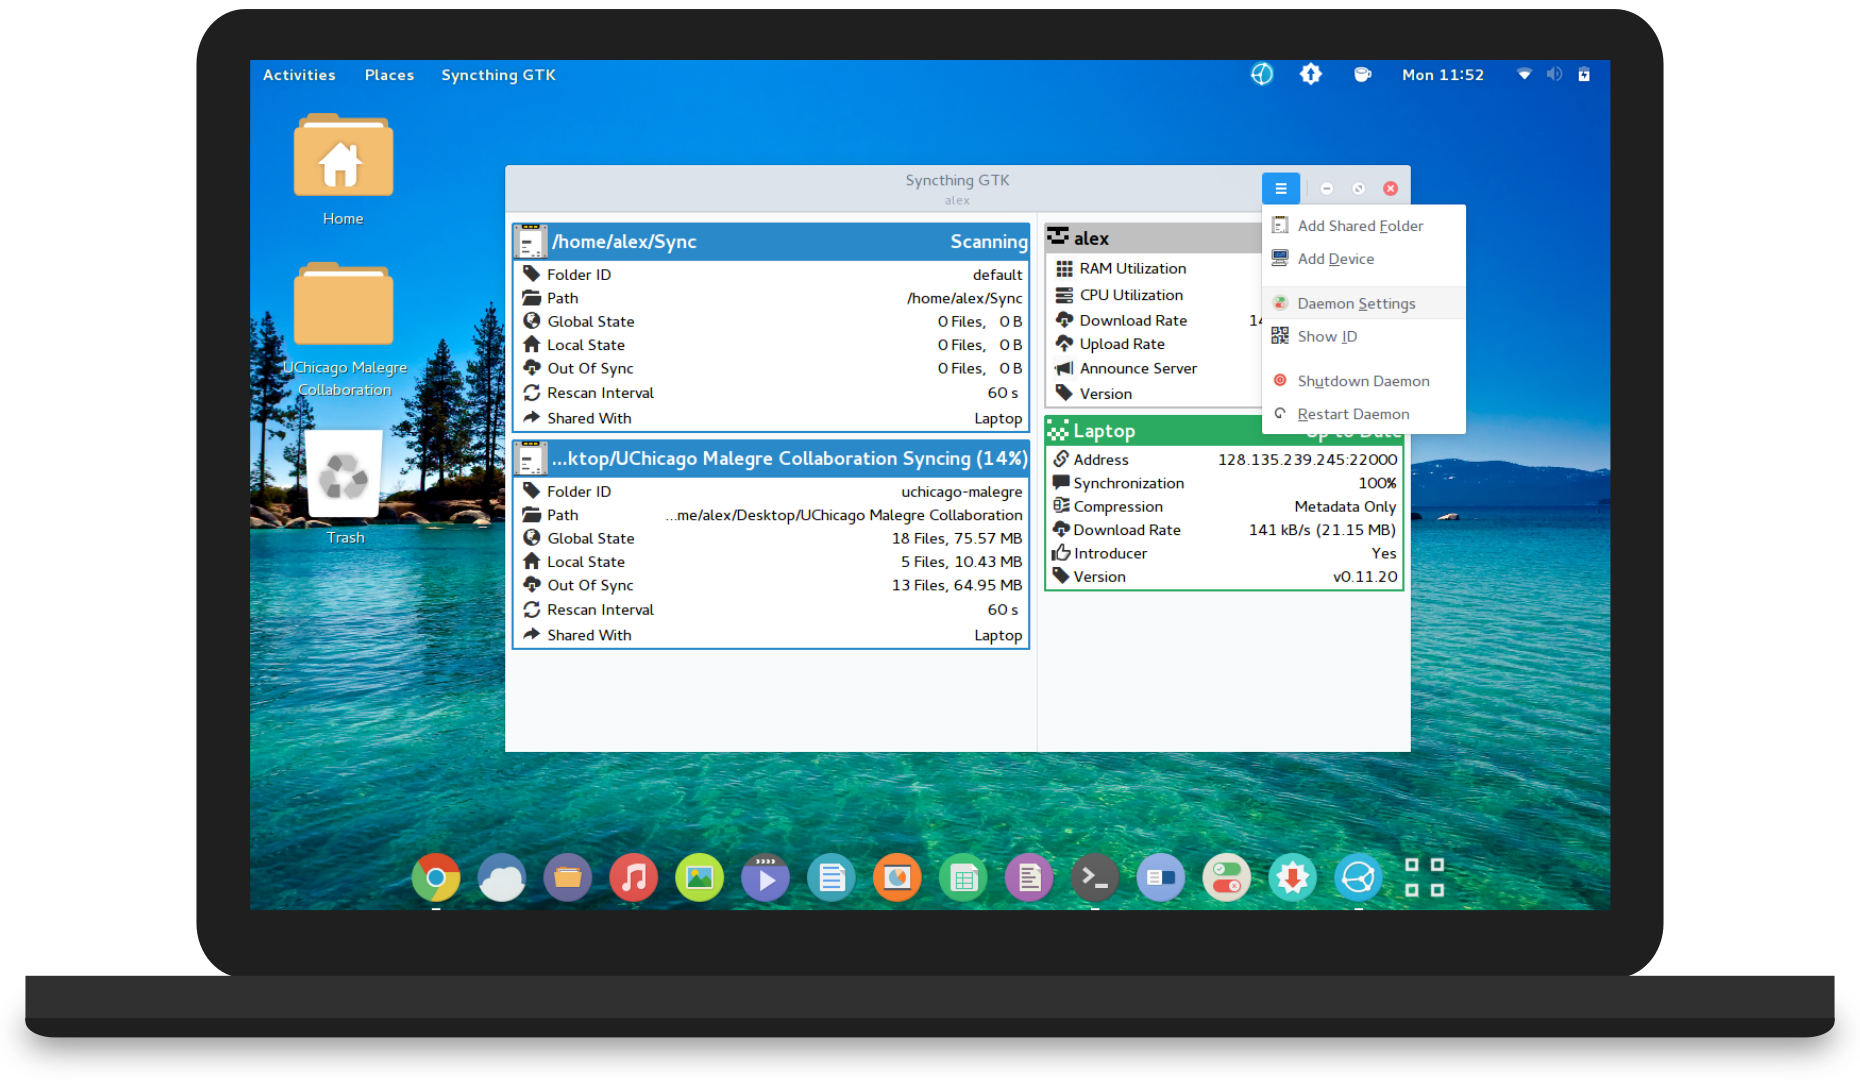 Activities Places Syncthing GTK Mon 11:52
Home
UChicago Malegre
Collaboration
Trash
Syncthing GTK
alex
/home/alex/Sync Scanning
Folder ID default
Path /home/alex/Sync
Global State 0 Files, 0 B
Local State 0 Files, 0 B
Out Of Sync 0 Files, 0 B
Rescan Interval 60 s
Shared With Laptop
...ktop/UChicago Malegre Collaboration Syncing (14%)
Folder ID uchicago-malegre
Path ...me/alex/Desktop/UChicago Malegre Collaboration
Global State 18 Files, 75.57 MB
Local State 5 Files, 10.43 MB
Out Of Sync 13 Files, 64.95 MB
Rescan Interval 60 s
Shared With Laptop
alex
RAM Utilization
CPU Utilization
Download Rate 14
Upload Rate
Announce Server
Version
Add Shared Folder
Add Device
Daemon Settings
Show ID
Shutdown Daemon
Restart Daemon
Laptop Up to Date
Address 128.135.239.245:22000
Synchronization 100%
Compression Metadata Only
Download Rate 141 kB/s (21.15 MB)
Introducer Yes
Version v0.11.20